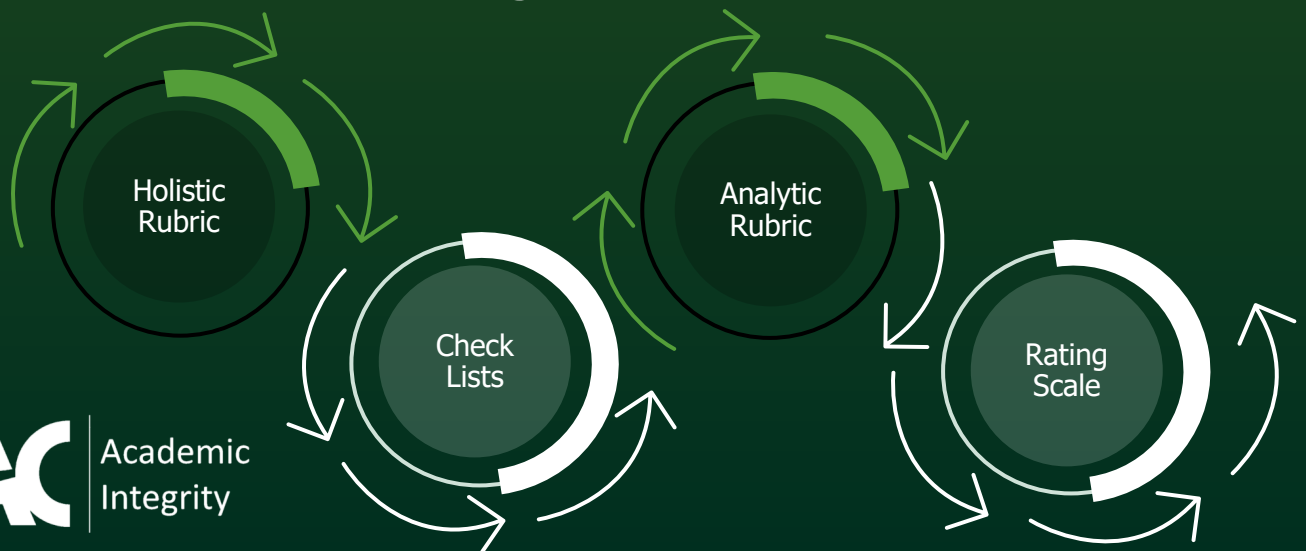 Holistic
Rubric
Analytic
Rubric
Check
Lists
Rating
Scale
Academic
Integrity